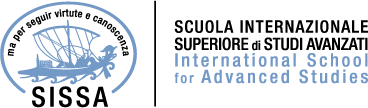 ma per seguir virtute e canoscenza
SISSA
SCUOLA INTERNAZIONALE
SUPERIORE di STUDI AVANZATI
International School
for Advanced Studies